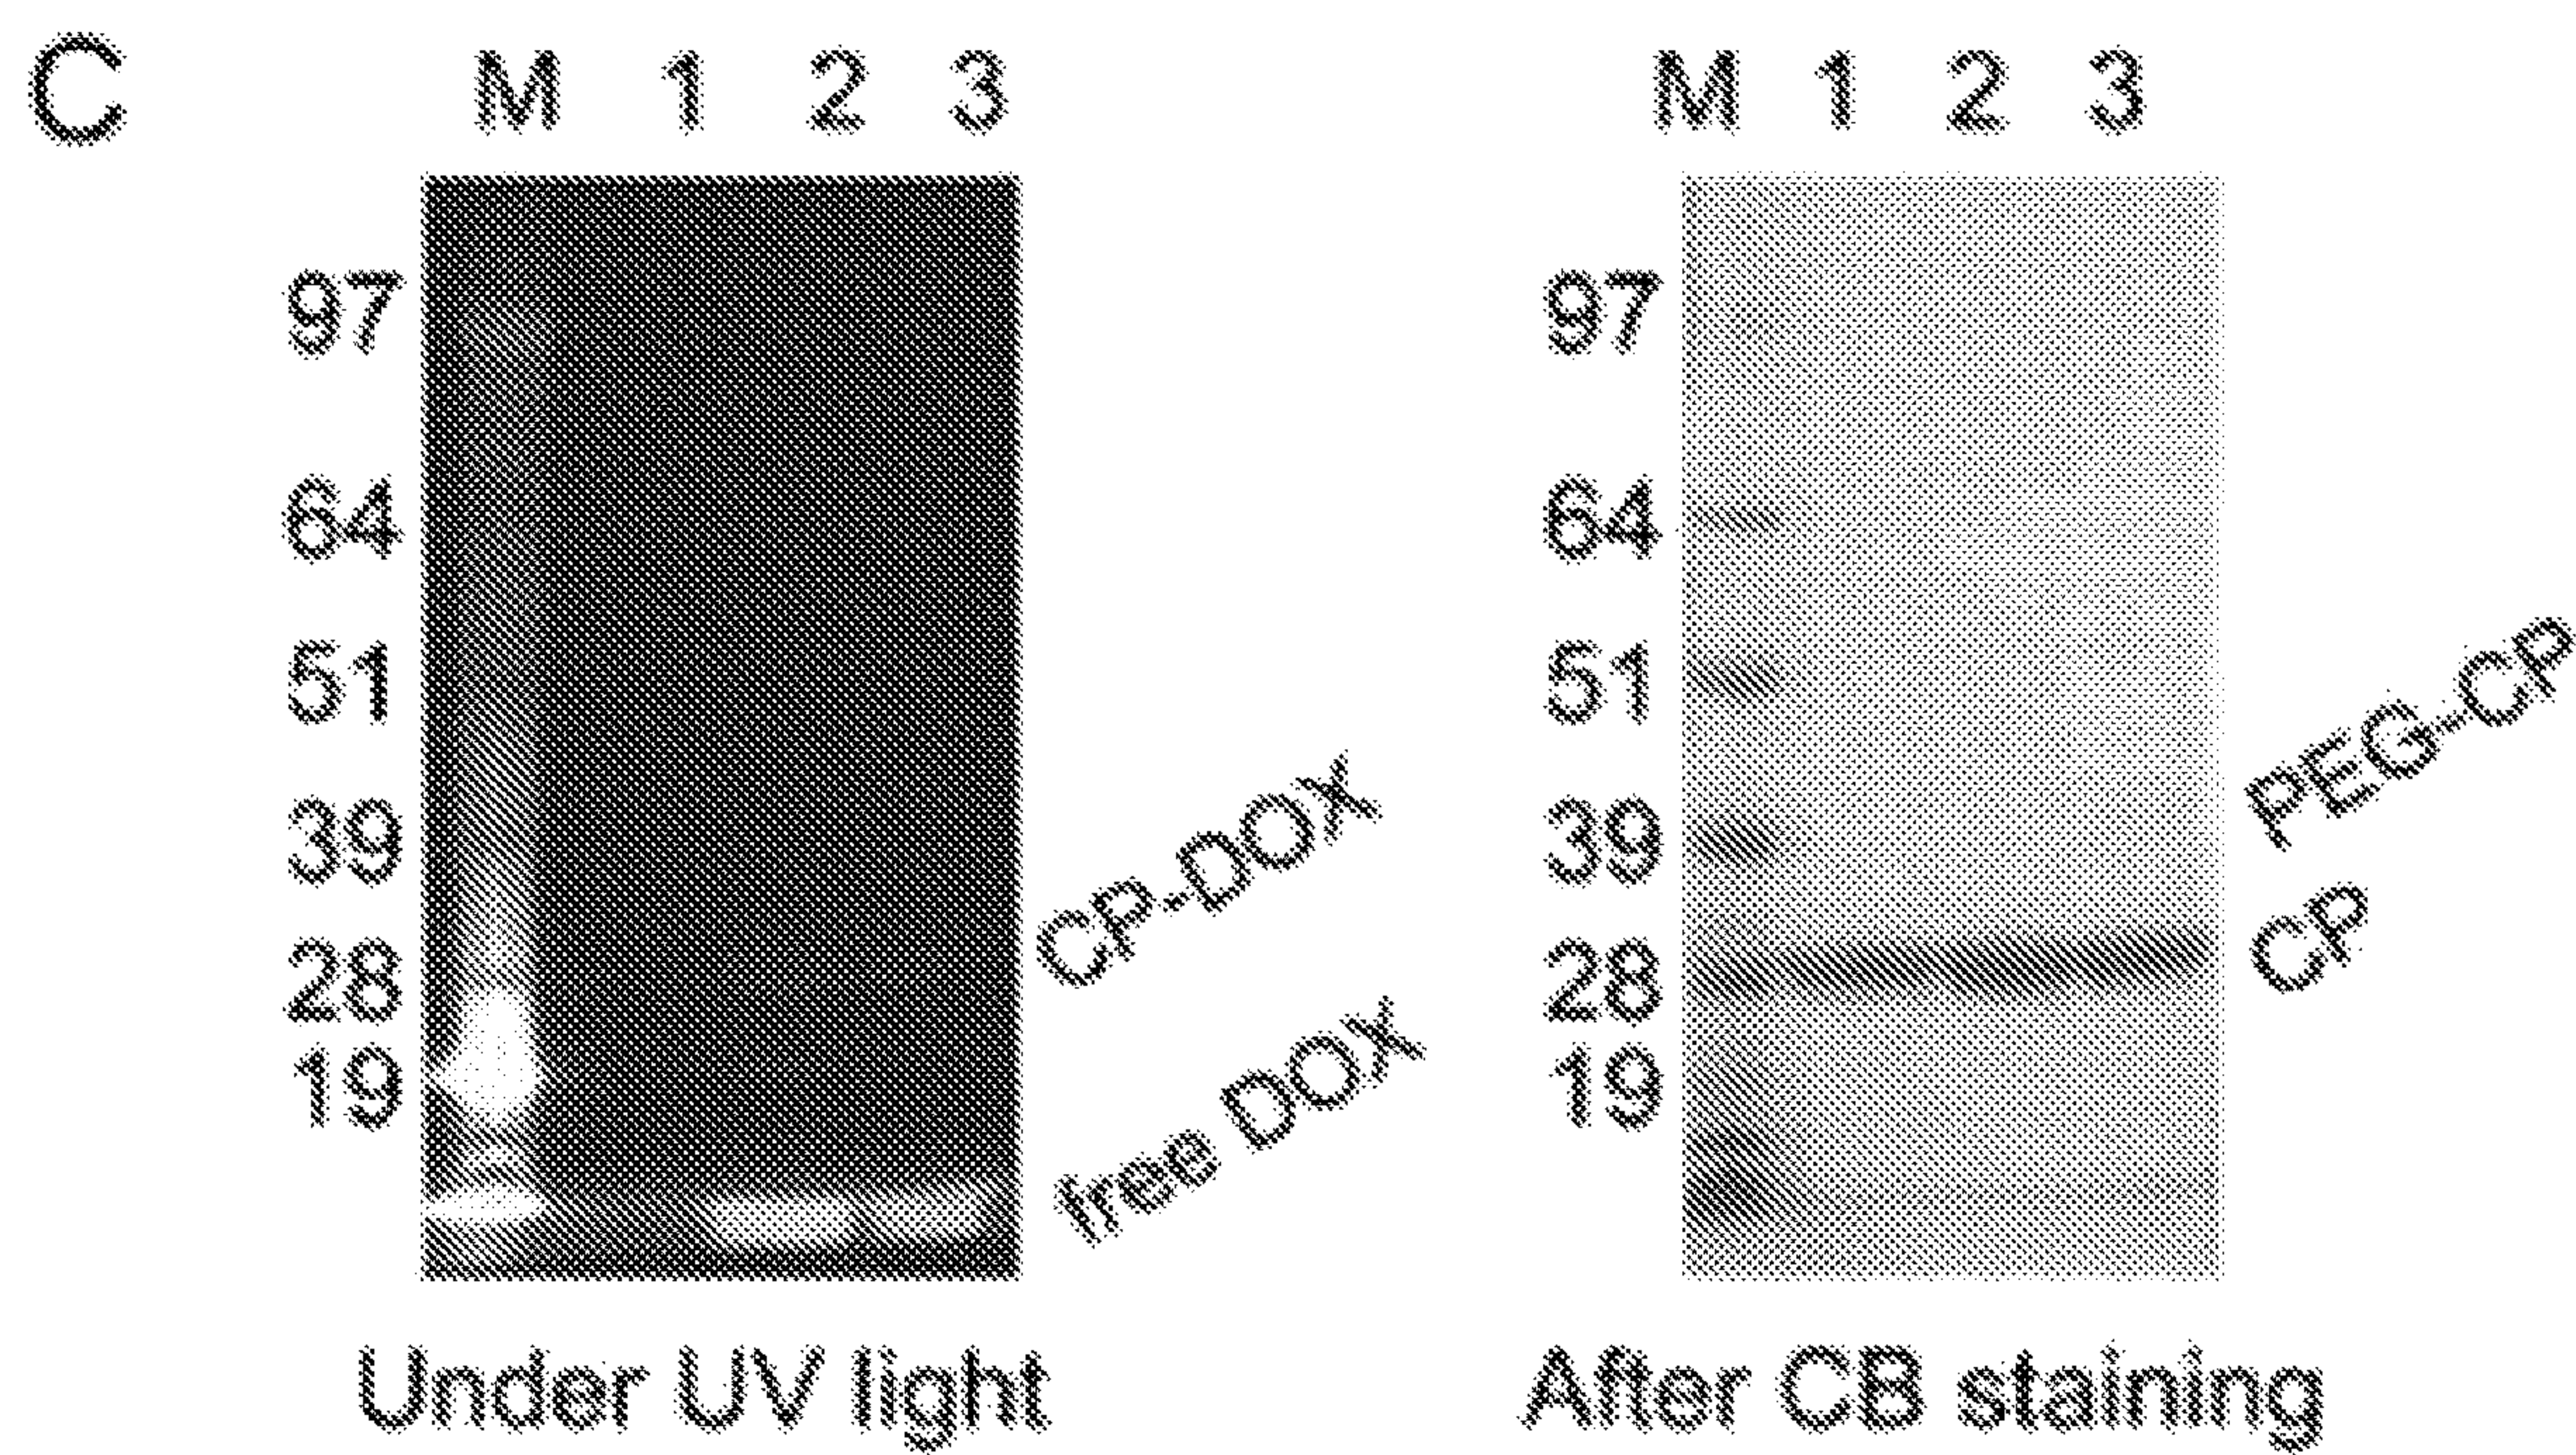 C
M 1 2 3
97
64
51
39
28
19
CP-DOX
free DOX
Under UV light
M 1 2 3
97
64
51
39
28
19
PEG-CP
CP
After CB staining